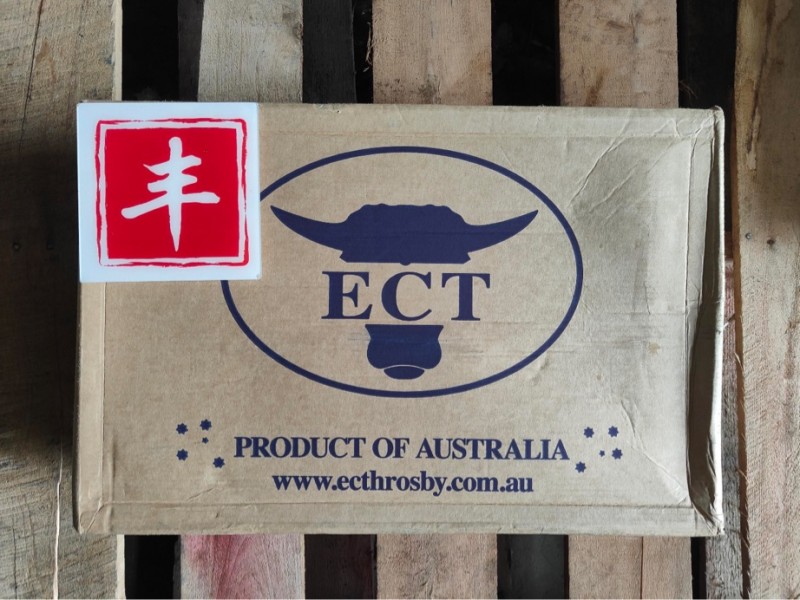 丰
ECT
PRODUCT OF AUSTRALIA
www.ecthrosby.com.au